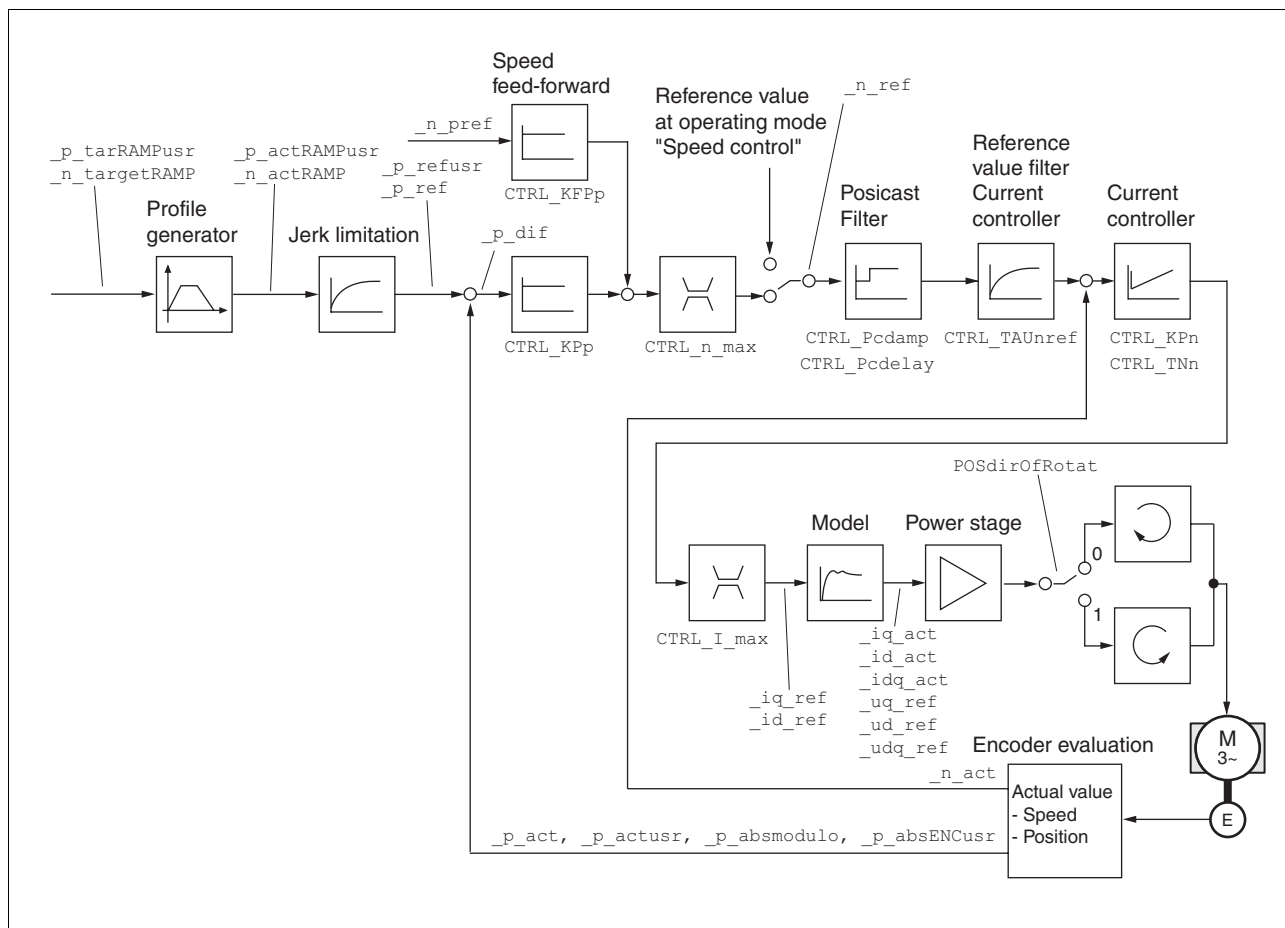 Speed
feed-forward
_n_pref
CTRL_KFPp
Reference value
at operating mode
"Speed control"
_n_ref
_p_tarRAMPusr
_n_targetRAMP
_p_actRAMPusr
_n_actRAMP
_p_refusr
_p_ref
Profile
generator
Jerk limitation
_p_dif
CTRL_KPp
CTRL_n_max
Posicast
Filter
CTRL_Pcdamp
CTRL_Pcdelay
Reference
value filter
Current
controller
CTRL_TAUnref
Current
controller
CTRL_KPn
CTRL_TNn
POSdirOfRotat
CTRL_I_max
_iq_ref
_id_ref
Model
Power stage
_iq_act
_id_act
_idq_act
_uq_ref
_ud_ref
_udq_ref
0
1
M
3~
E
Encoder evaluation
Actual value
- Speed
- Position
_n_act
_p_act, _p_actusr, _p_absmodulo, _p_absENCusr